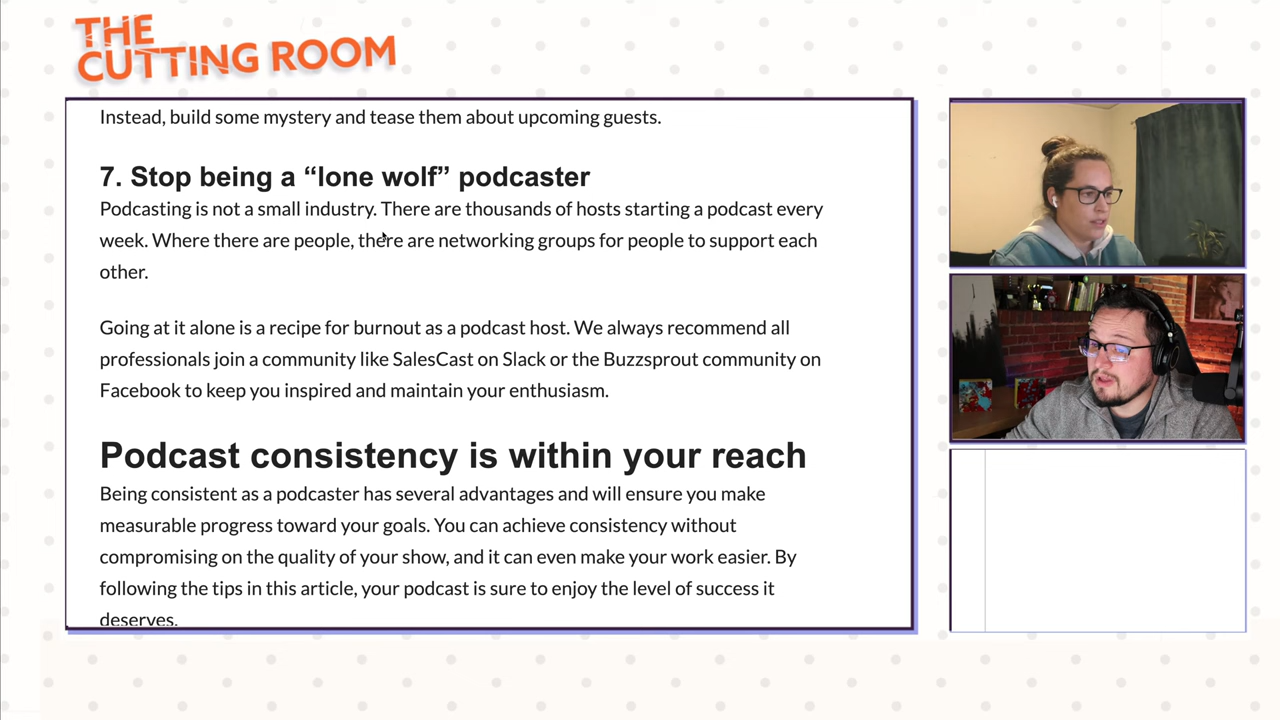 THE
CUTTING ROOM
Instead, build some mystery and tease them about upcoming guests.
7. Stop being a “lone wolf” podcaster
Podcasting is not a small industry. There are thousands of hosts starting a podcast every
week. Where there are people, there are networking groups for people to support each
other.
Going at it alone is a recipe for burnout as a podcast host. We always recommend all
professionals join a community like SalesCast on Slack or the Buzzsprout community on
Facebook to keep you inspired and maintain your enthusiasm.
Podcast consistency is within your reach
Being consistent as a podcaster has several advantages and will ensure you make
measurable progress toward your goals. You can achieve consistency without
compromising on the quality of your show, and it can even make your work easier. By
following the tips in this article, your podcast is sure to enjoy the level of success it
deserves.